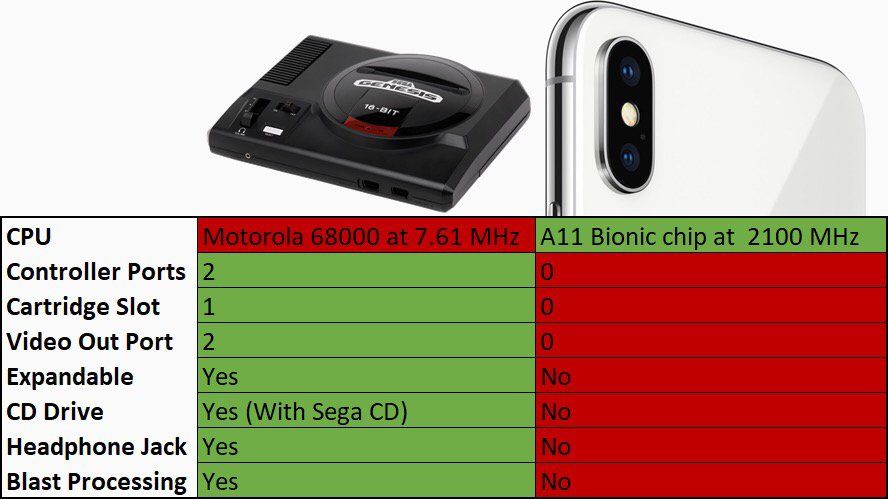 SEGA
GENESIS
16-BIT
CPU Motorola 68000 at 7.61 MHz A11 Bionic chip at 2100 MHz
Controller Ports 2 0
Cartridge Slot 1 0
Video Out Port 2 0
Expandable Yes No
CD Drive Yes (With Sega CD) No
Headphone Jack Yes No
Blast Processing Yes No